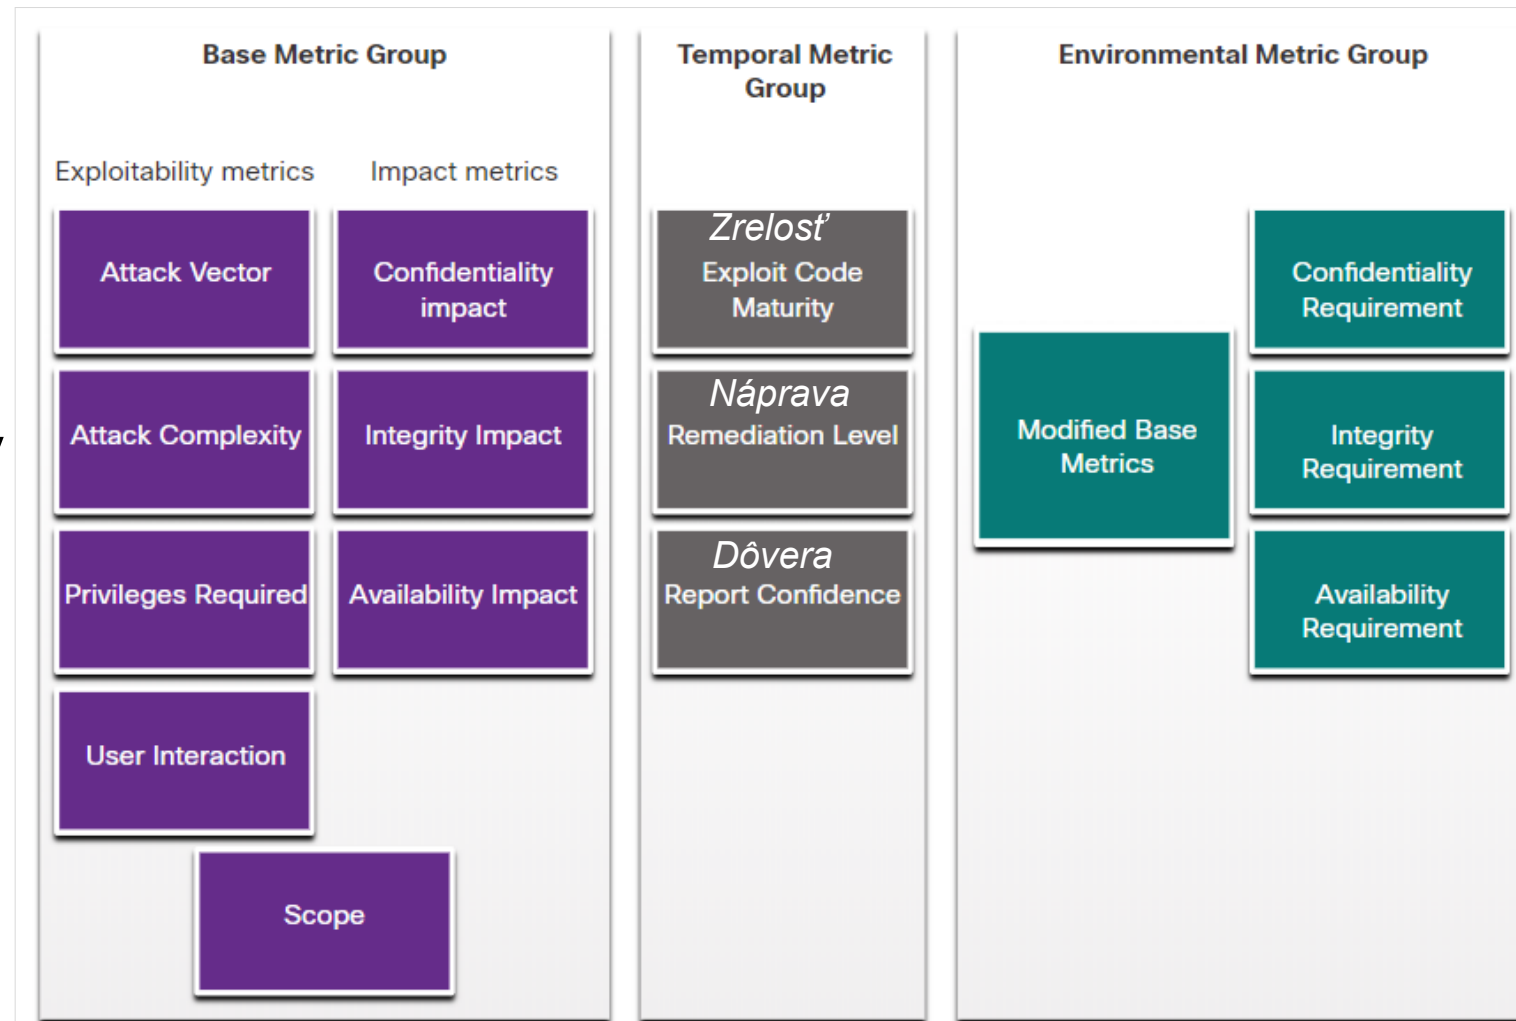 Base Metric Group
Exploitability metrics
Impact metrics
Attack Vector
Confidentiality
impact
Attack Complexity
Integrity Impact
Privileges Required
Availability Impact
User Interaction
Scope
Temporal Metric
Group
Zrelosť
Exploit Code
Maturity
Náprava
Remediation Level
Dôvera
Report Confidence
Environmental Metric Group
Modified Base
Metrics
Confidentiality
Requirement
Integrity
Requirement
Availability
Requirement